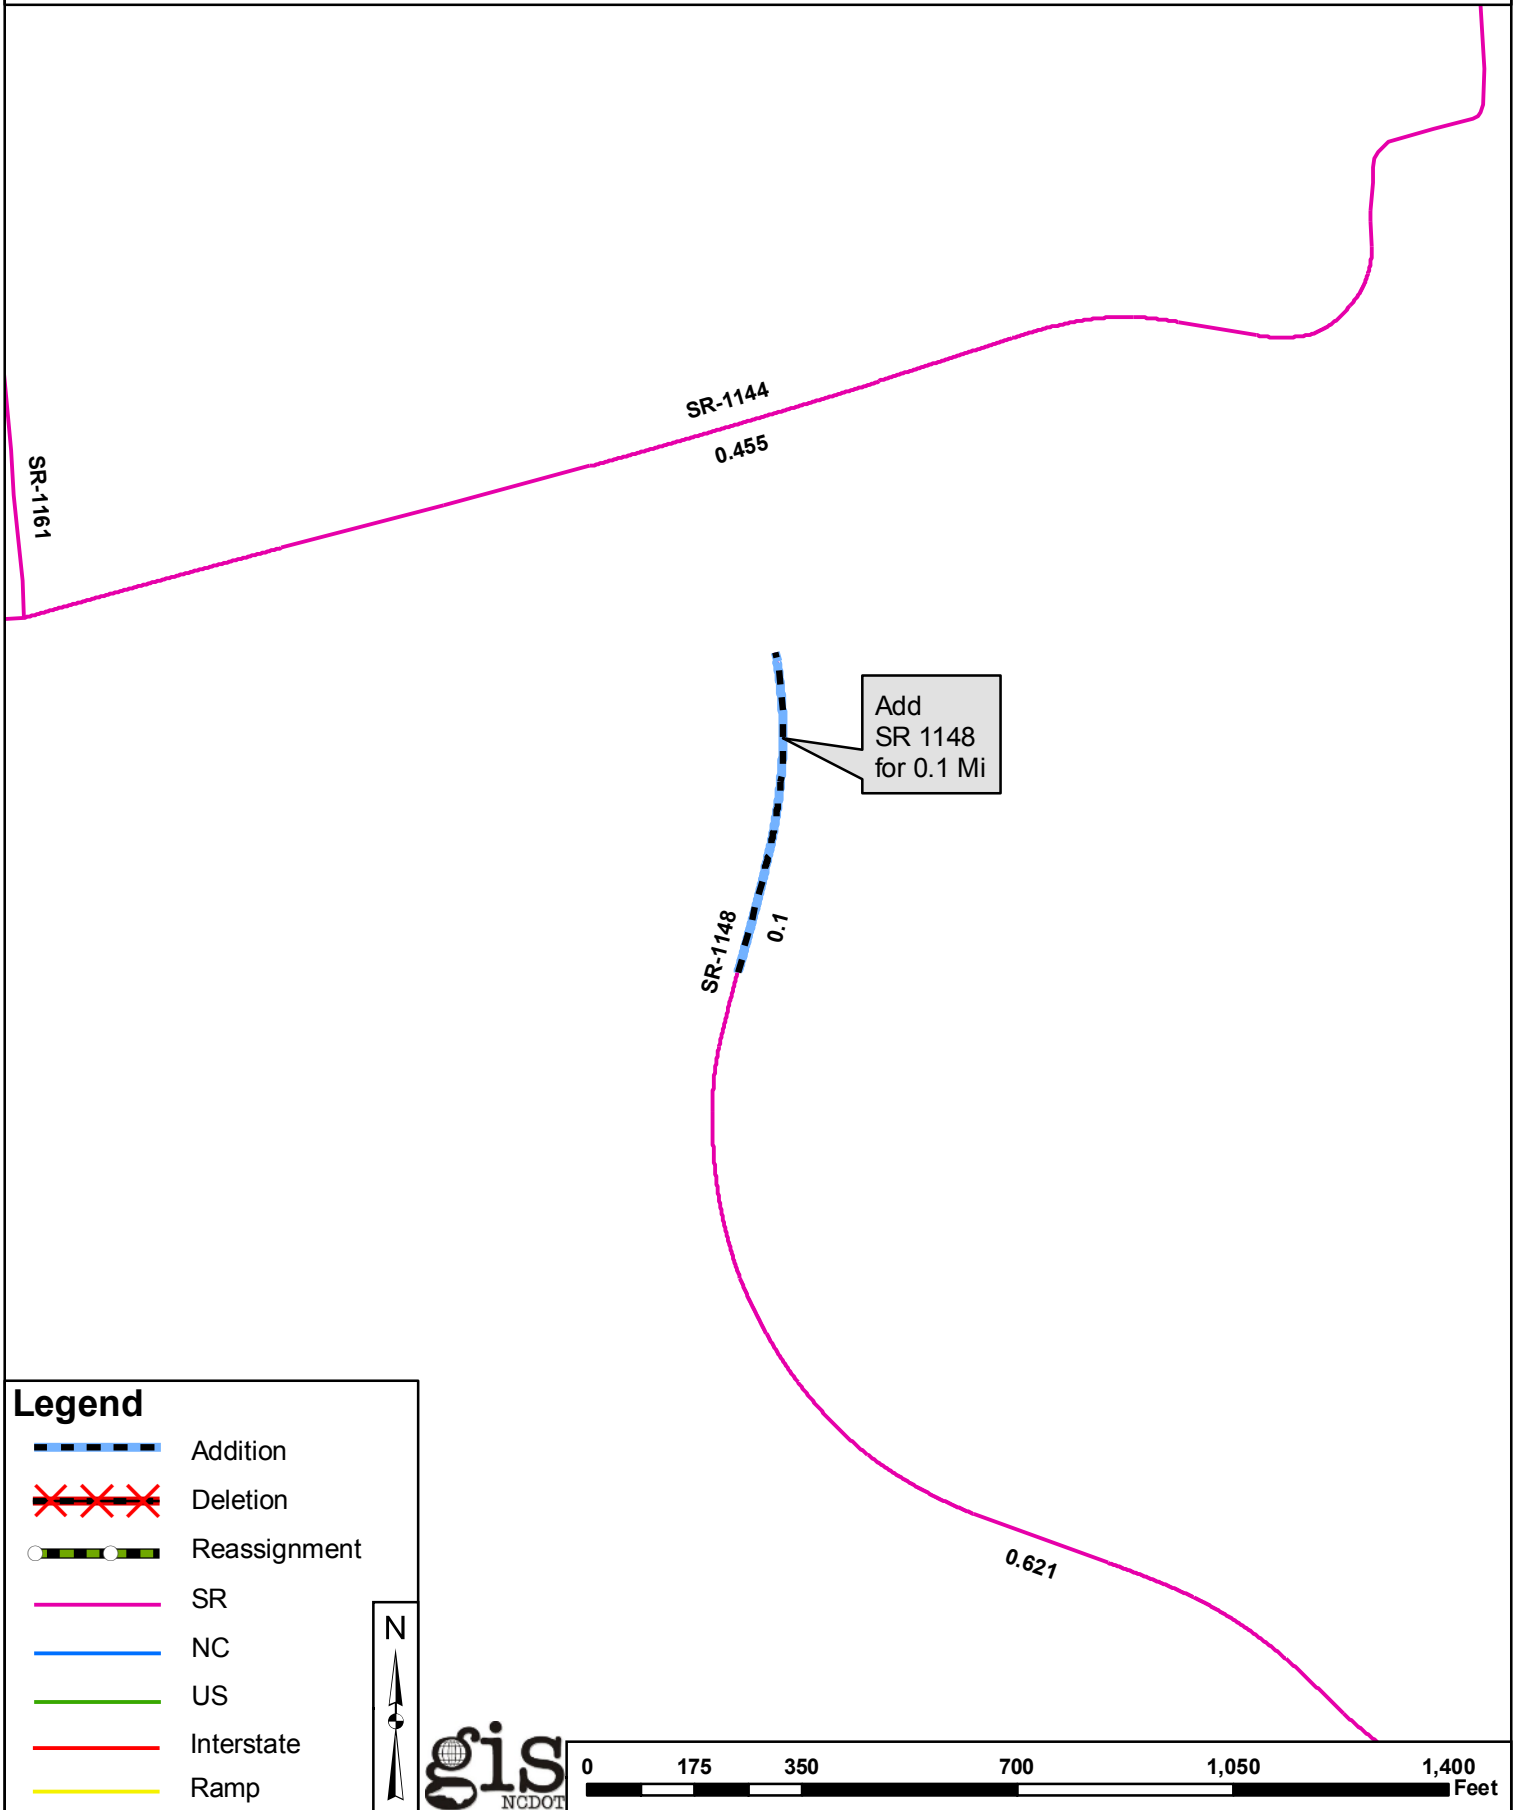 SR-1144
0.455
SR-1161
Add
SR 1148
for 0.1 Mi
SR-1148
0.1
0.621
Legend
Addition
Deletion
Reassignment
SR
NC
US
Interstate
Ramp
N
gis
NCDOT
0 175 350 700 1,050 1,400
Feet